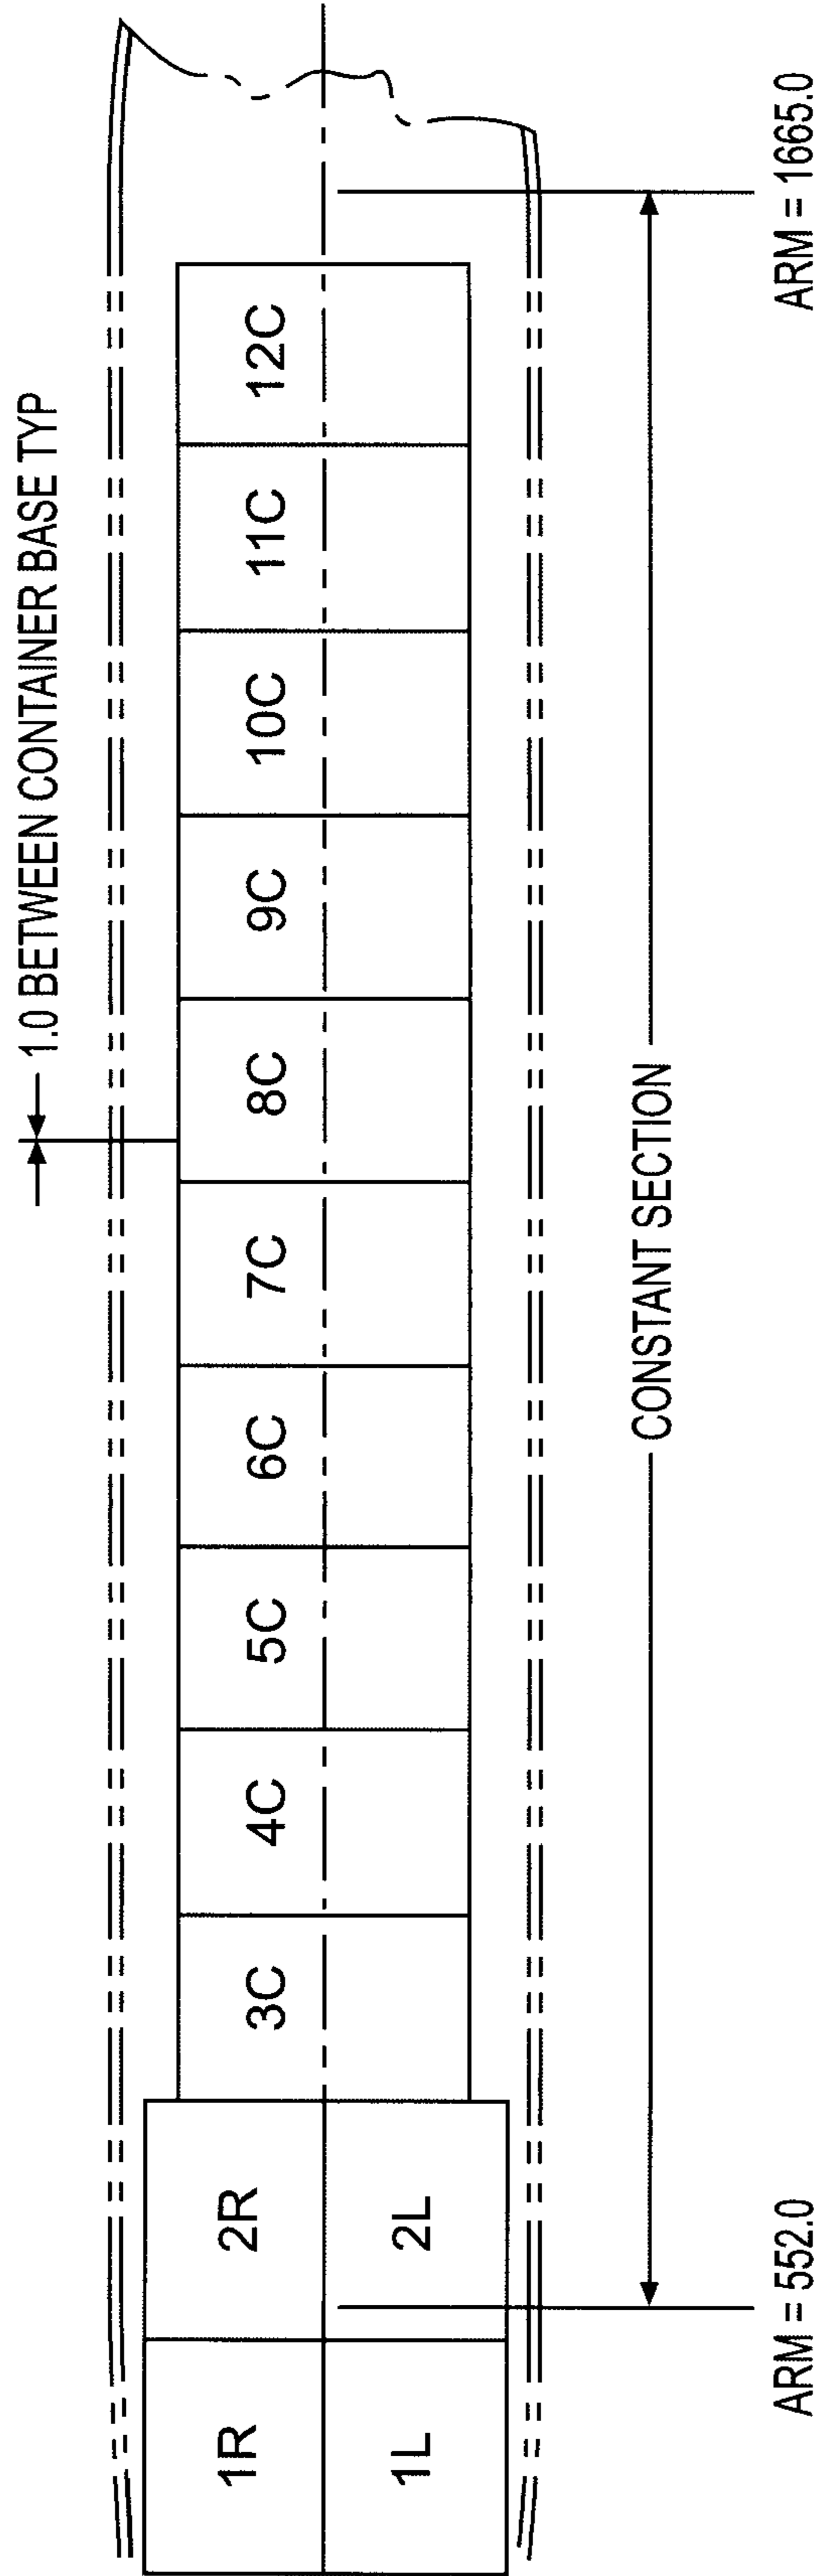 1.0 BETWEEN CONTAINER BASE TYP
1R
2R
3C
4C
5C
6C
7C
8C
9C
10C
11C
12C
1L
2L
CONSTANT SECTION
ARM = 552.0
ARM = 1665.0